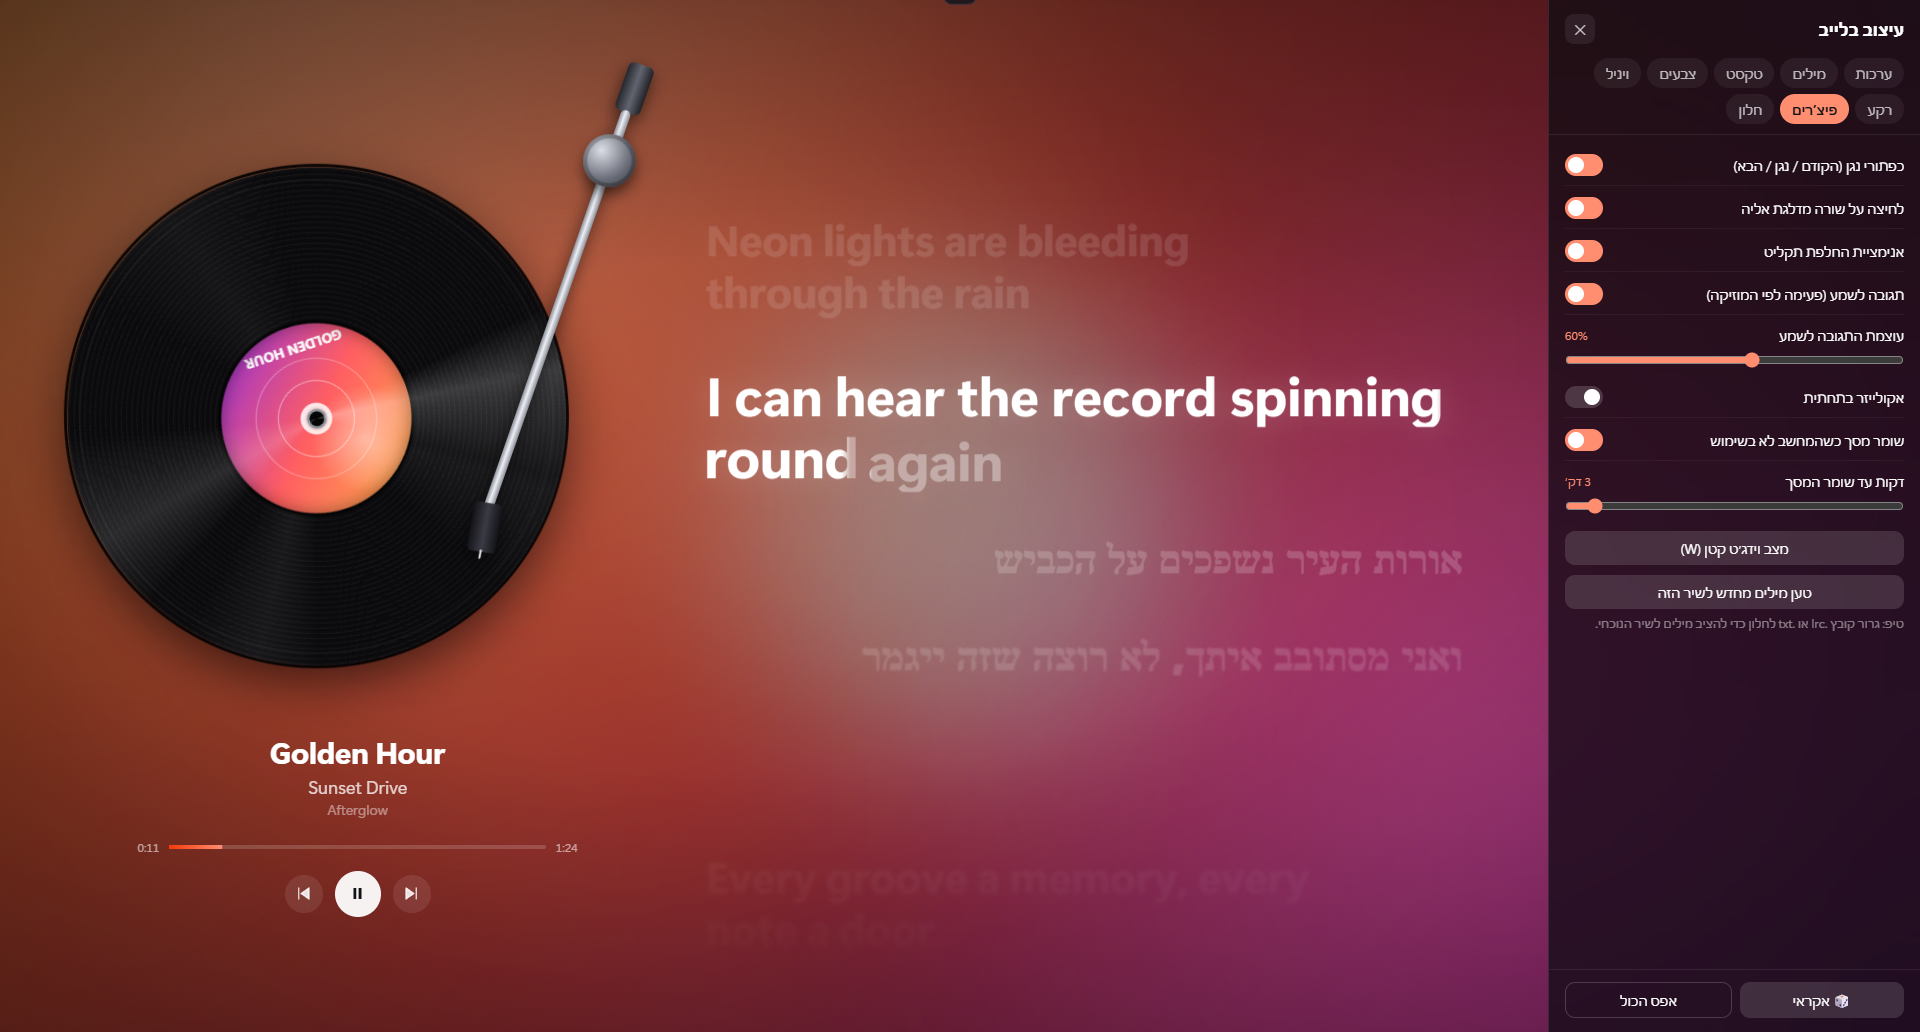 GOLDEN HOUR
Golden Hour
Sunset Drive
Afterglow
0:11
1:24
Neon lights are bleeding
through the rain
I can hear the record spinning
round again
אורות העיר נשפכים על הכביש
ואני מסתובב איתך, לא רוצה שזה ייגמר
Every groove a memory, every
note a door
עיצוב בלייב
ערכות מילים טקסט צבעים ויניל
רקע פיצ׳רים חלון
כפתורי נגן (הקודם / נגן / הבא)
לחיצה על שורה מדלגת אליה
אנימציית החלפת תקליט
תגובה לשמע (פעימה לפי המוזיקה)
עוצמת התגובה לשמע 60%
אקולייזר בתחתית
שומר מסך כשהמחשב לא בשימוש
דקות עד שומר המסך 3 דק׳
מצב וידג׳ט קטן (W)
טען מילים מחדש לשיר הזה
טיפ: גרור קובץ .lrc או .txt לחלון כדי להציב מילים לשיר הנוכחי.
אקראי
אפס הכול